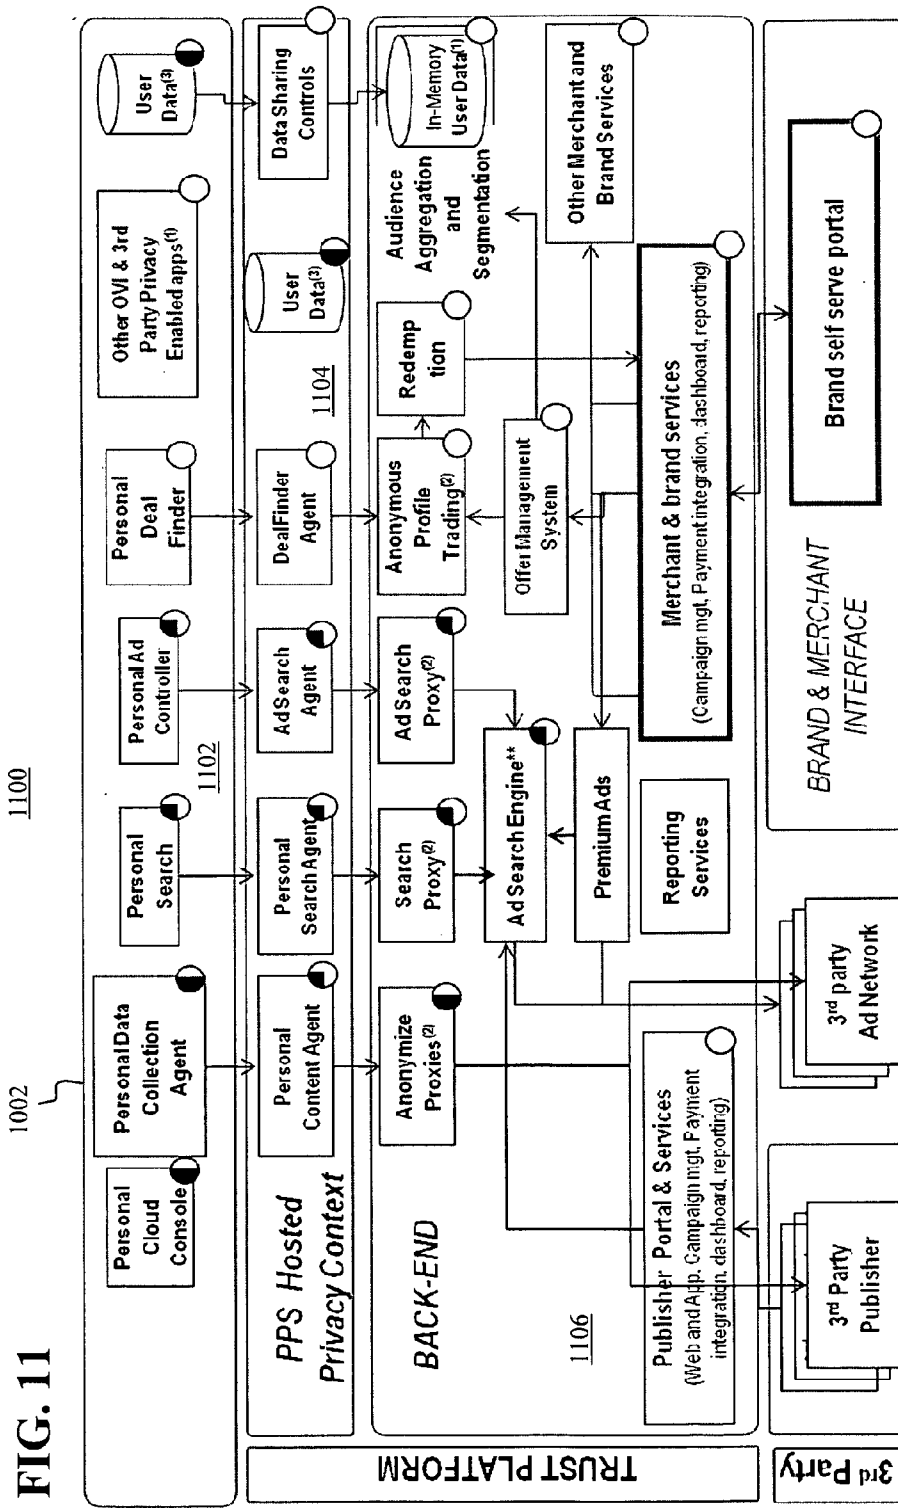 FIG. 11
1100
1002
Personal
Cloud
Console
Personal Data
Collection
Agent
Personal
Search
1102
Personal Ad
Controller
Personal
Deal
Finder
Other OVI & 3rd
Party Privacy
Enabled apps(1)
User
Data(3)
PPS Hosted
Privacy Context
Personal
Content Agent
Personal
Search Agent
Ad Search
Agent
DealFinder
Agent
1104
User
Data(3)
Data Sharing
Controls
BACK-END
Anonymize
Proxies(2)
Search
Proxy(2)
Ad Search
Proxy(2)
Anonymous
Profile
Trading(2)
Redemp
tion
Audience
Aggregation
and
Segmentation
In-Memory
User Data(1)
Ad Search Engine**
Offer Management
System
Other Merchant and
Brand Services
1106
Premium Ads
Publisher Portal & Services
(Web and App. Campaign mgt, Payment
integration, dashboard, reporting)
Reporting
Services
Merchant & brand services
(Campaign mgt, Payment integration, dashboard, reporting)
TRUST PLATFORM
3rd Party
3rd Party
Publisher
3rd party
Ad Network
BRAND & MERCHANT
INTERFACE
Brand self serve portal